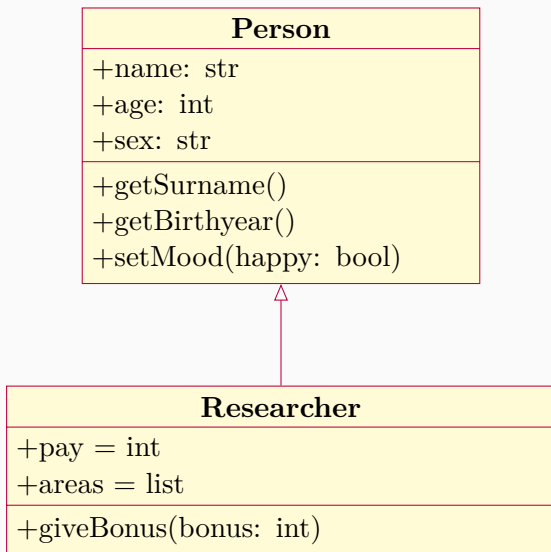 Person
+name: str
+age: int
+sex: str
+getSurname()
+getBirthyear()
+setMood(happy: bool)
Researcher
+pay = int
+areas = list
+giveBonus(bonus: int)